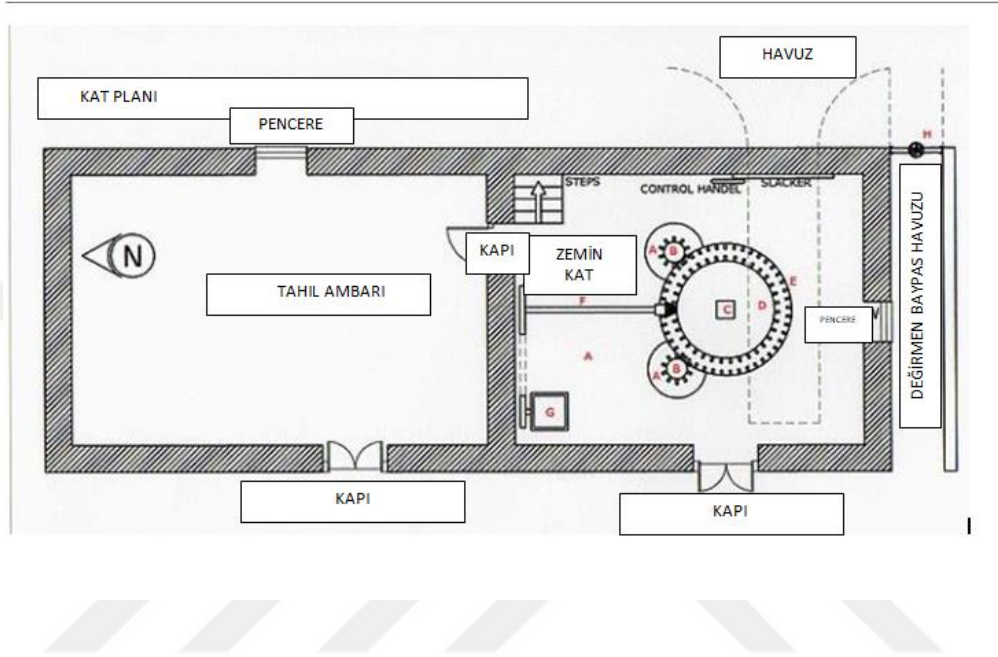 HAVUZ
KAT PLANI
PENCERE
H
STEPS
CONTROL HANDEL
SLACKER
N
KAPI
ZEMİN
KAT
A
B
TAHIL AMBARI
E
D
C
F
PENCERE
DEĞİRMEN BAYPAS HAVUZU
A
A
B
G
KAPI
KAPI